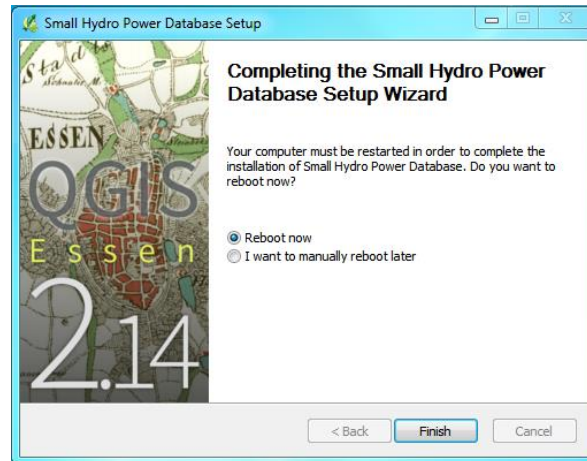 Small Hydro Power Database Setup
Stadt
ESSEN
QGIS
Essen
2.14
Completing the Small Hydro Power
Database Setup Wizard
Your computer must be restarted in order to complete the
installation of Small Hydro Power Database. Do you want to
reboot now?
Reboot now
I want to manually reboot later
< Back
Finish
Cancel